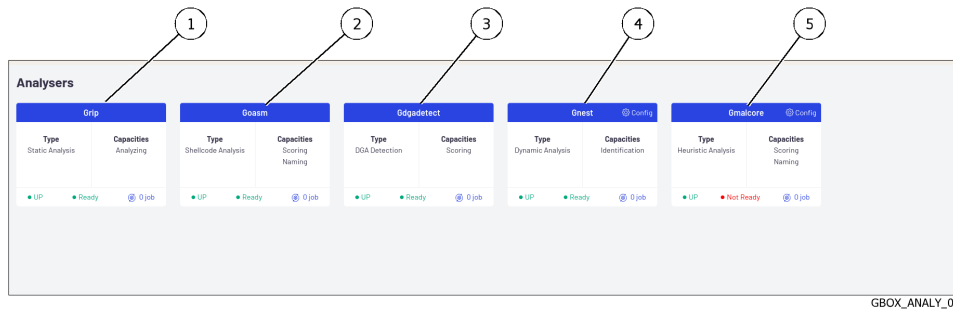 1 2 3 4 5
Analysers
Grip
Type Capacities
Static Analysis Analyzing
UP Ready 0 job
Goasm
Type Capacities
Shellcode Analysis Scoring
Naming
UP Ready 0 job
Gdgadetect
Type Capacities
DGA Detection Scoring
UP Ready 0 job
Gnest Config
Type Capacities
Dynamic Analysis Identification
UP Ready 0 job
Gmalcore Config
Type Capacities
Heuristic Analysis Scoring
Naming
UP Not Ready 0 job
GBOX_ANALY_0